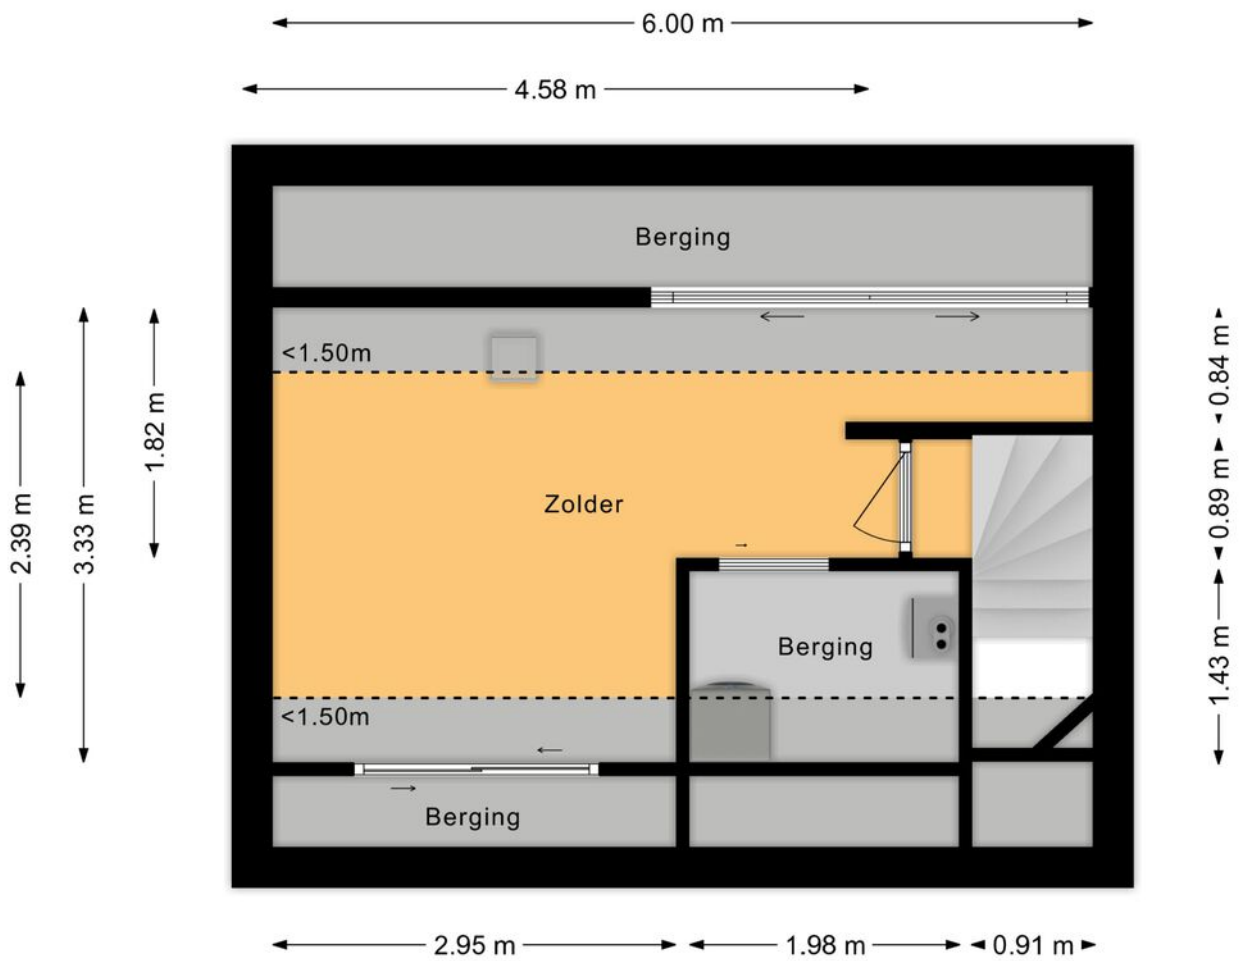 6.00 m
4.58 m
Berging
<1.50m
0.84 m
1.82 m
2.39 m
3.33 m
Zolder
0.89 m
Berging
1.43 m
<1.50m
Berging
2.95 m
1.98 m
0.91 m